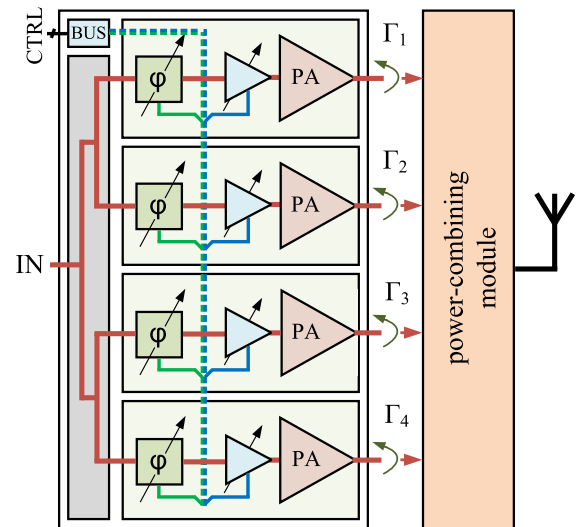 CTRL
BUS
φ
PA
Γ1
φ
PA
Γ2
IN
φ
PA
Γ3
φ
PA
Γ4
power-combining
module